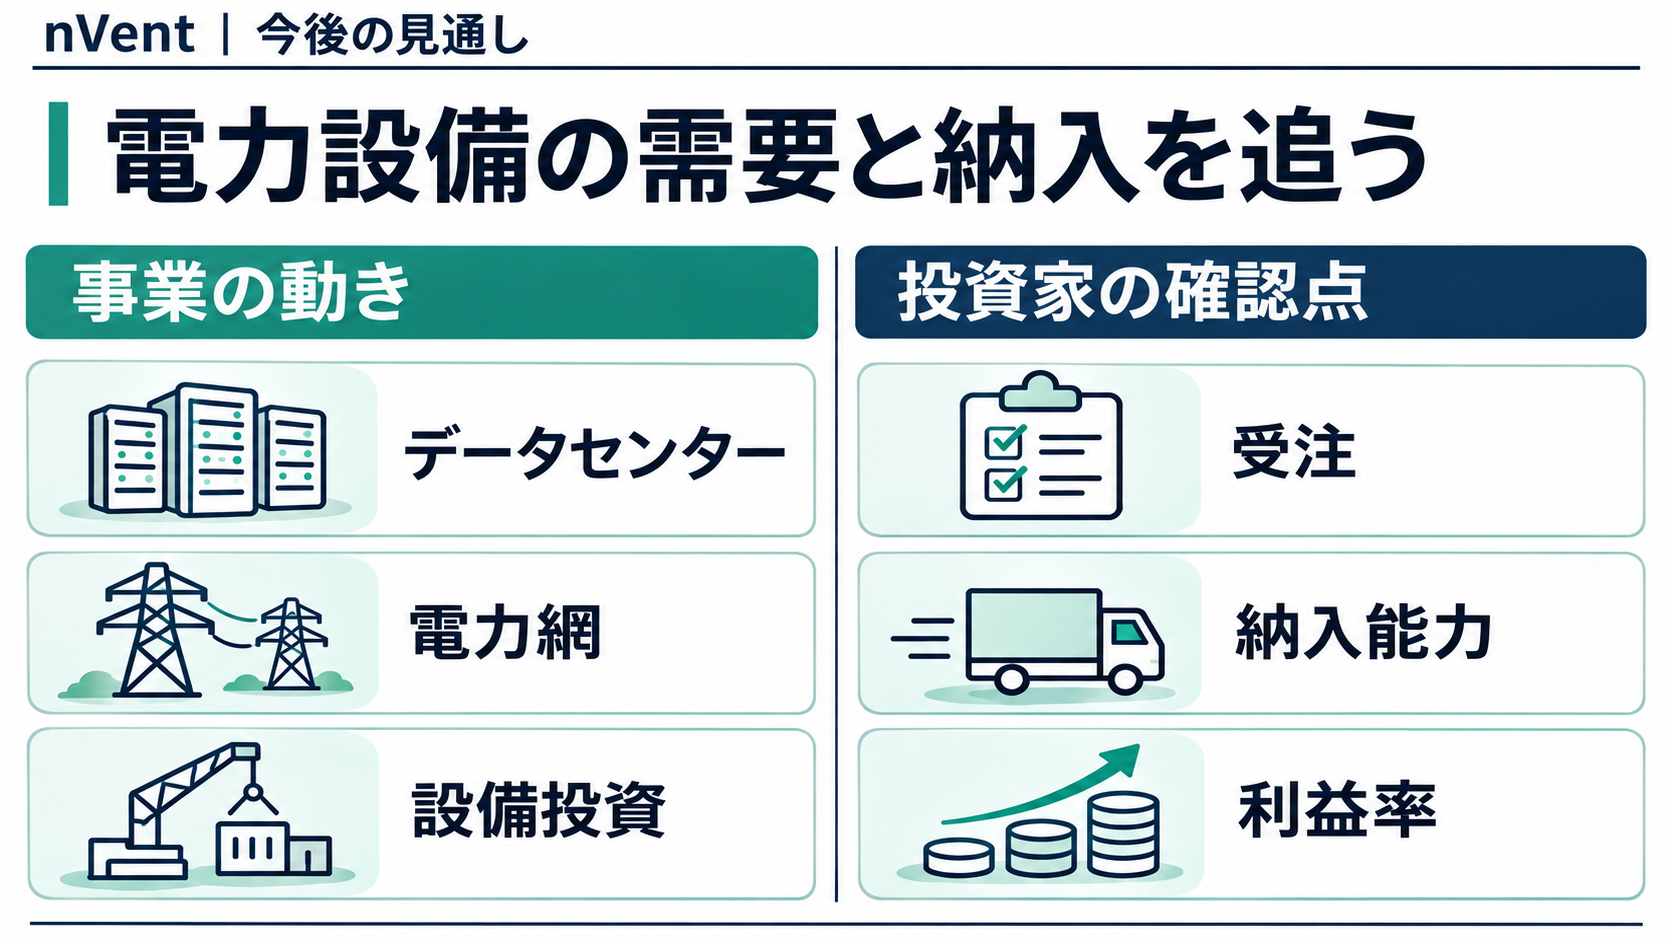 nVent | 今後の見通し
電力設備の需要と納入を追う
事業の動き
データセンター
電力網
設備投資
投資家の確認点
受注
納入能力
利益率